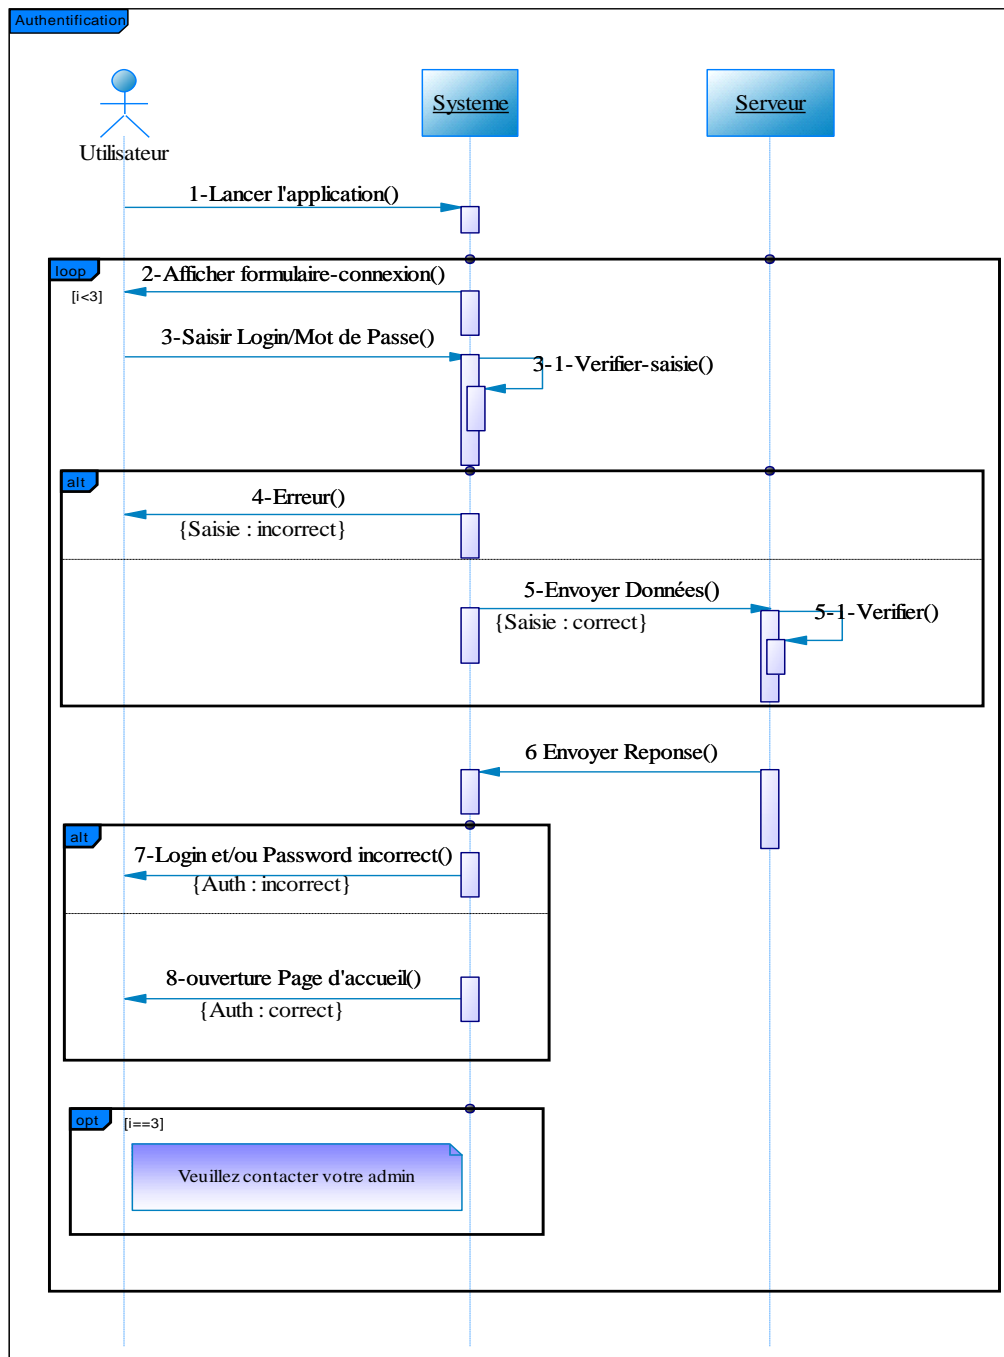 Authentification
Systeme
Serveur
Utilisateur
1-Lancer l'application()
loop
2-Afficher formulaire-connexion()
[i<3]
3-Saisir Login/Mot de Passe()
3-1-Verifier-saisie()
alt
4-Erreur()
{Saisie : incorrect}
5-Envoyer Données()
{Saisie : correct}
5-1-Verifier()
6 Envoyer Reponse()
alt
7-Login et/ou Password incorrect()
{Auth : incorrect}
8-ouverture Page d'accueil()
{Auth : correct}
opt
[i==3]
Veuillez contacter votre admin